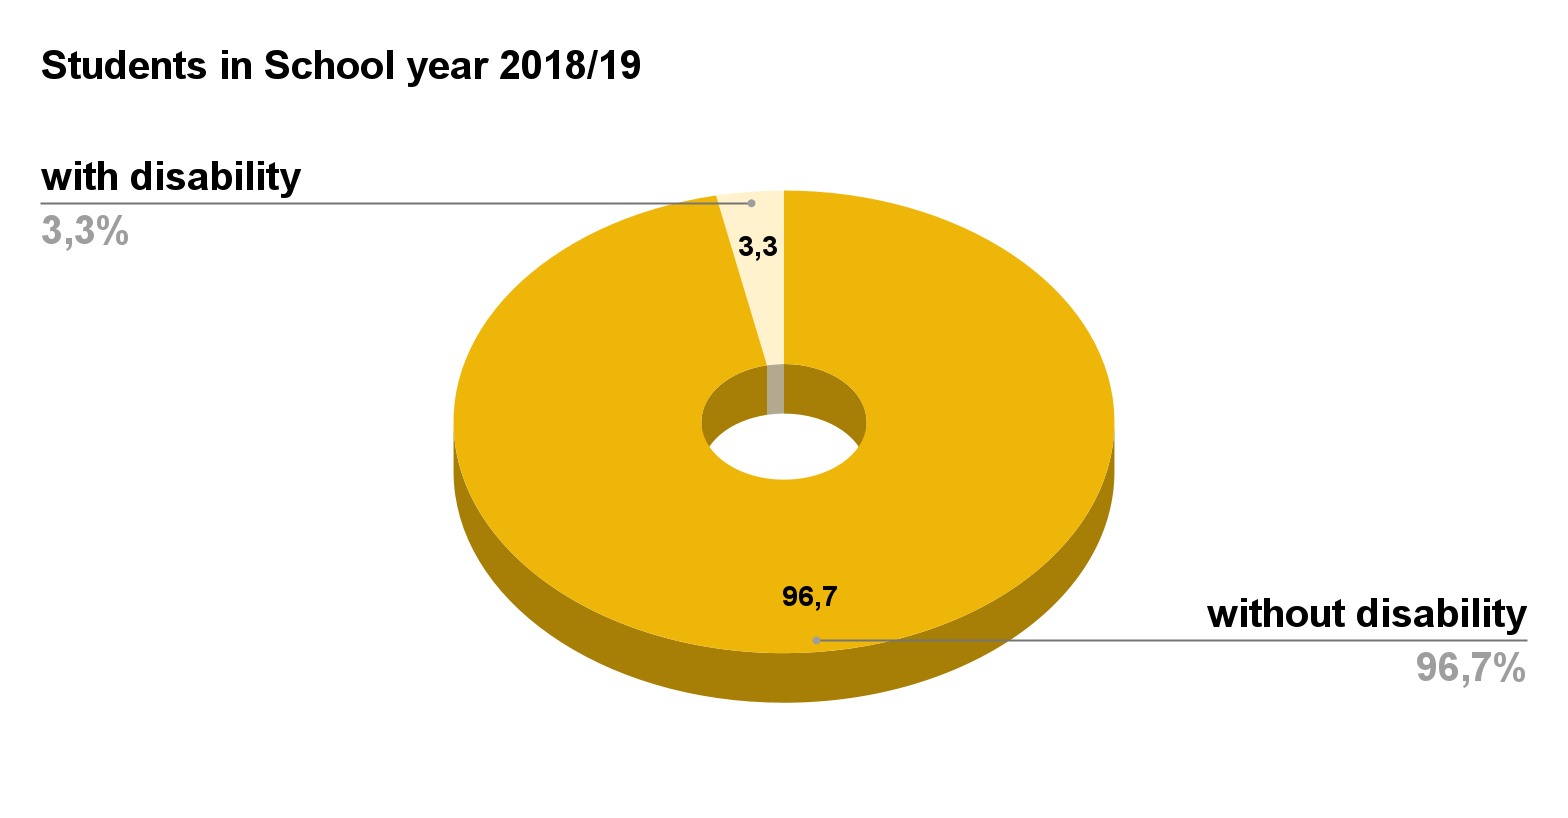 Students in School year 2018/19
with disability
3,3%
3,3
96,7
without disability
96,7%